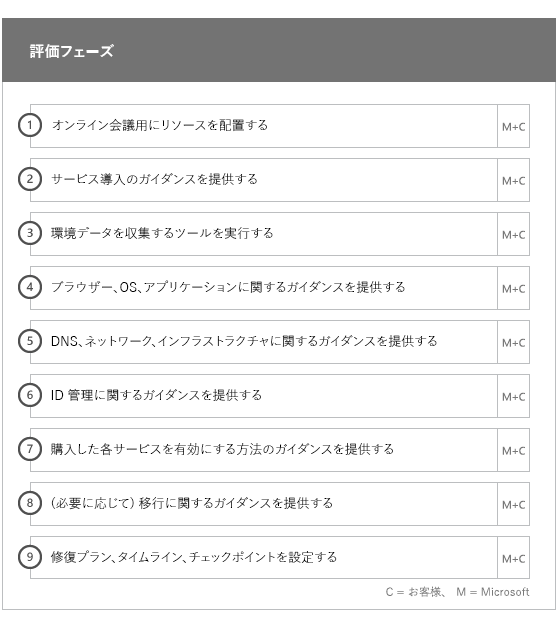 評価フェーズ
1 オンライン会議用にリソースを配置する M+C
2 サービス導入のガイダンスを提供する M+C
3 環境データを収集するツールを実行する M+C
4 ブラウザー、OS、アプリケーションに関するガイダンスを提供する M+C
5 DNS、ネットワーク、インフラストラクチャに関するガイダンスを提供する M+C
6 ID 管理に関するガイダンスを提供する M+C
7 購入した各サービスを有効にする方法のガイダンスを提供する M+C
8 (必要に応じて) 移行に関するガイダンスを提供する M+C
9 修復プラン、タイムライン、チェックポイントを設定する M+C
C = お客様、 M = Microsoft